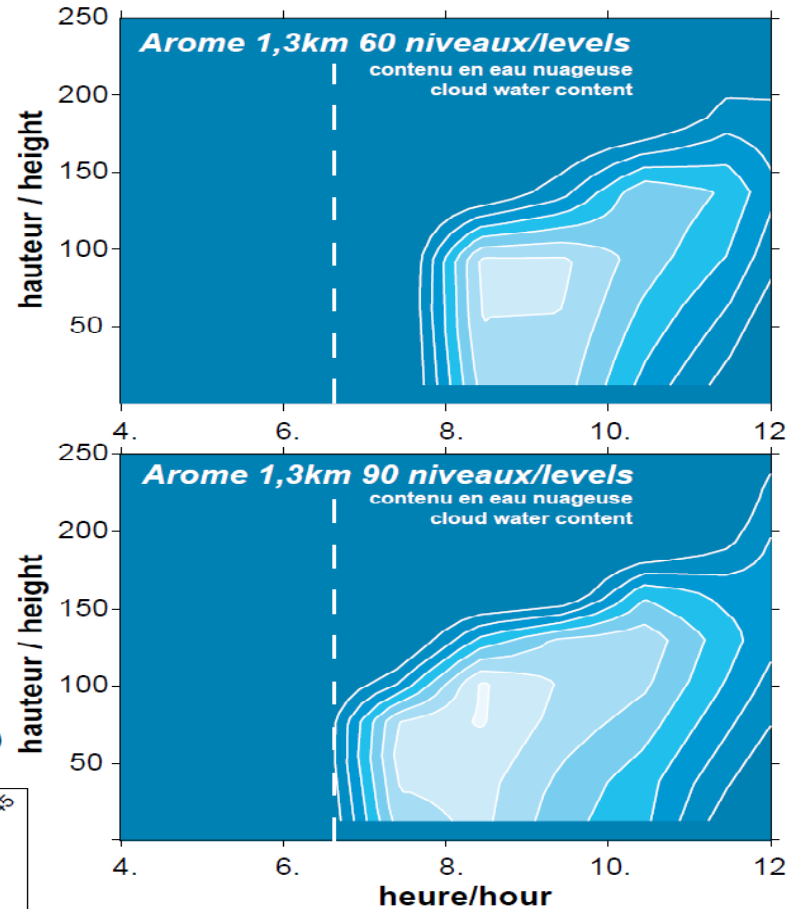 250
Arome 1,3km 60 niveaux/levels
contenu en eau nuageuse
cloud water content
200
150
100
50
hauteur / height
4. 6. 8. 10. 12
250
Arome 1,3km 90 niveaux/levels
contenu en eau nuageuse
cloud water content
200
150
100
50
hauteur / height
4. 6. 8. 10. 12
heure/hour